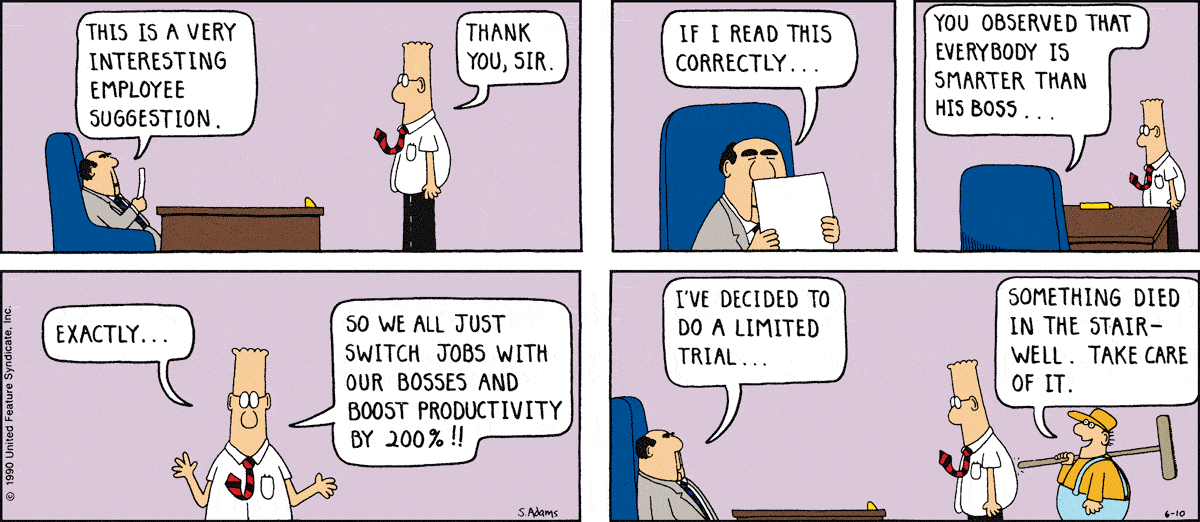 THIS IS A VERY
INTERESTING
EMPLOYEE
SUGGESTION.
THANK
YOU, SIR.
IF I READ THIS
CORRECTLY...
YOU OBSERVED THAT
EVERYBODY IS
SMARTER THAN
HIS BOSS...
© 1990 United Feature Syndicate, Inc.
EXACTLY...
SO WE ALL JUST
SWITCH JOBS WITH
OUR BOSSES AND
BOOST PRODUCTIVITY
BY 200%!!
S.Adams
I'VE DECIDED TO
DO A LIMITED
TRIAL...
SOMETHING DIED
IN THE STAIR-
WELL. TAKE CARE
OF IT.
6-10